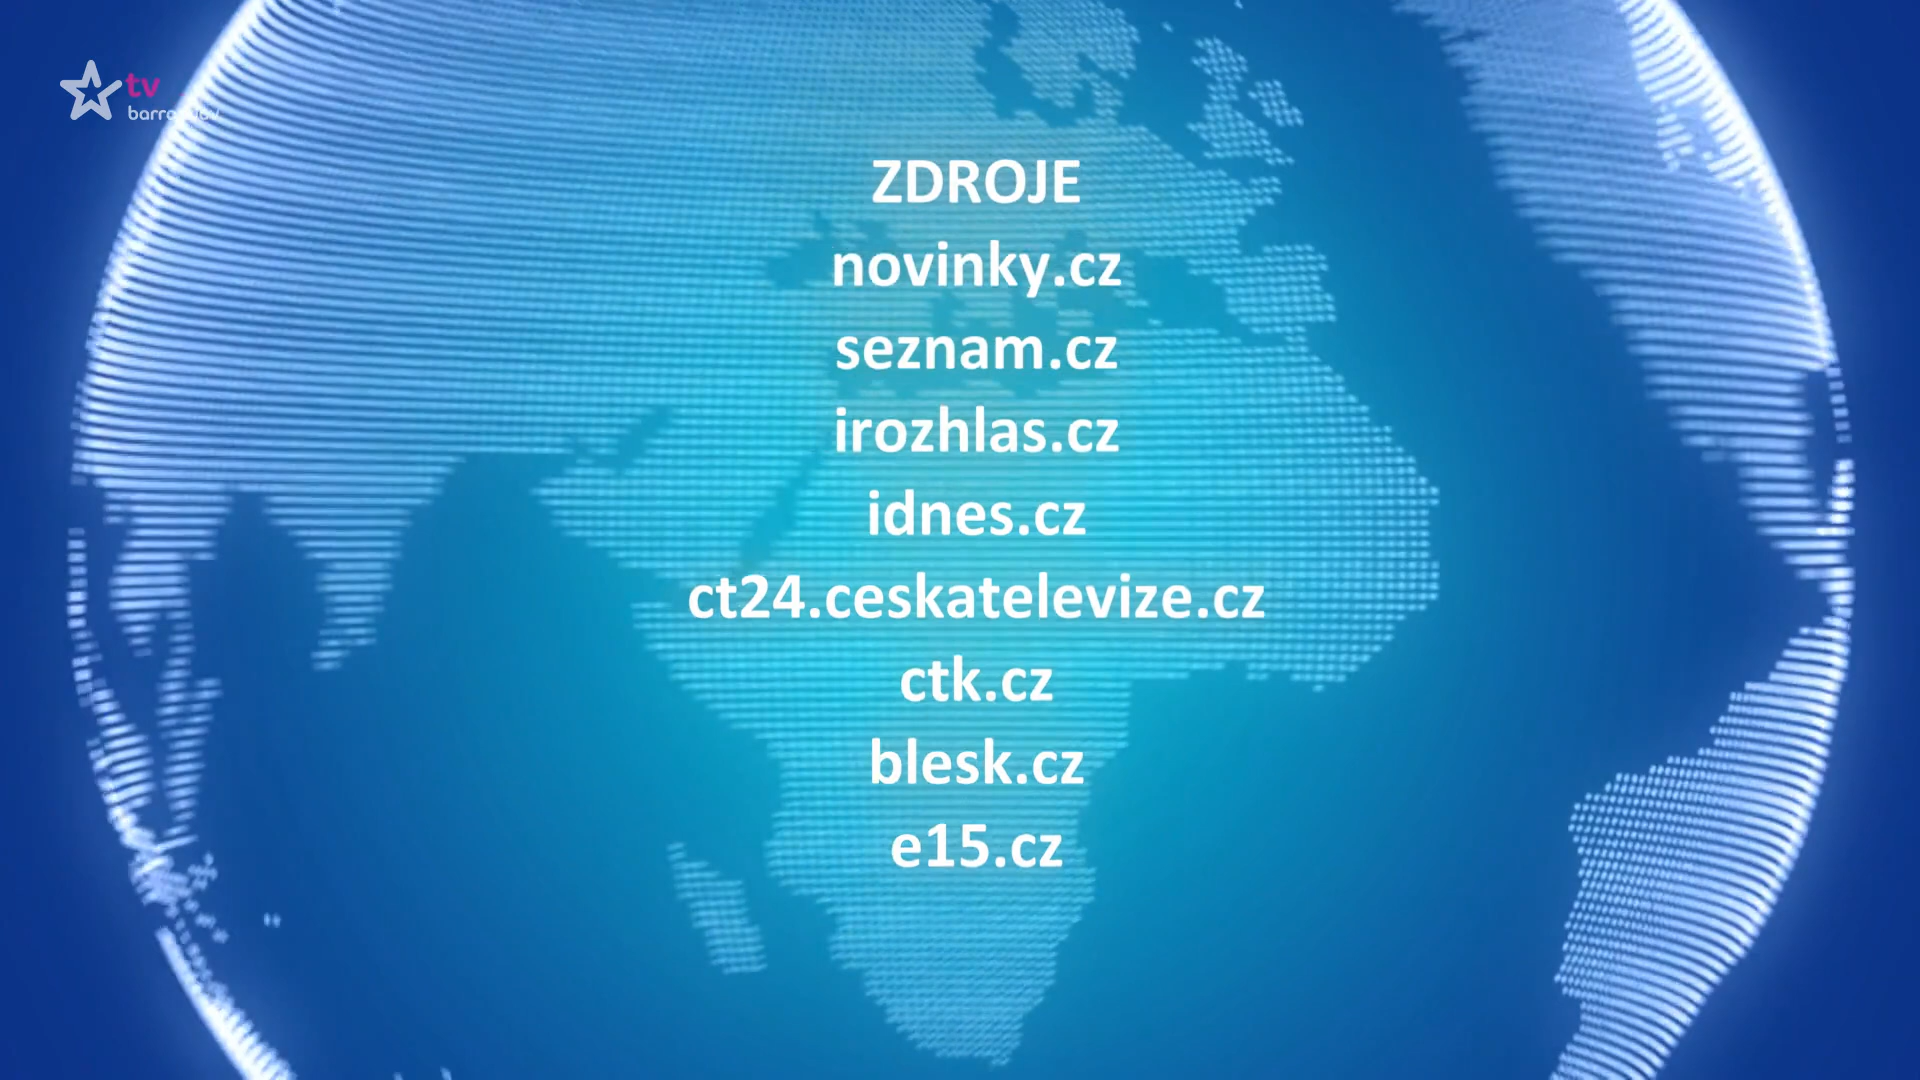 tv
ZDROJE
novinky.cz
seznam.cz
irozhlas.cz
idnes.cz
ct24.ceskatelevize.cz
ctk.cz
blesk.cz
e15.cz